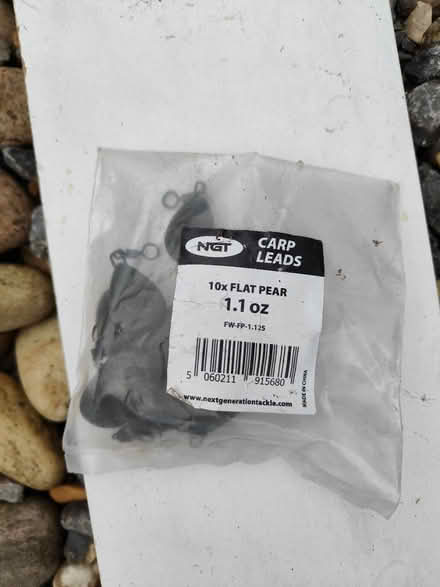 NGT
CARP
LEADS
10x FLAT PEAR
1.1 oz
FW-FP-1.125
5 060211 915680
MADE IN CHINA
www.nextgenerationtackle.com